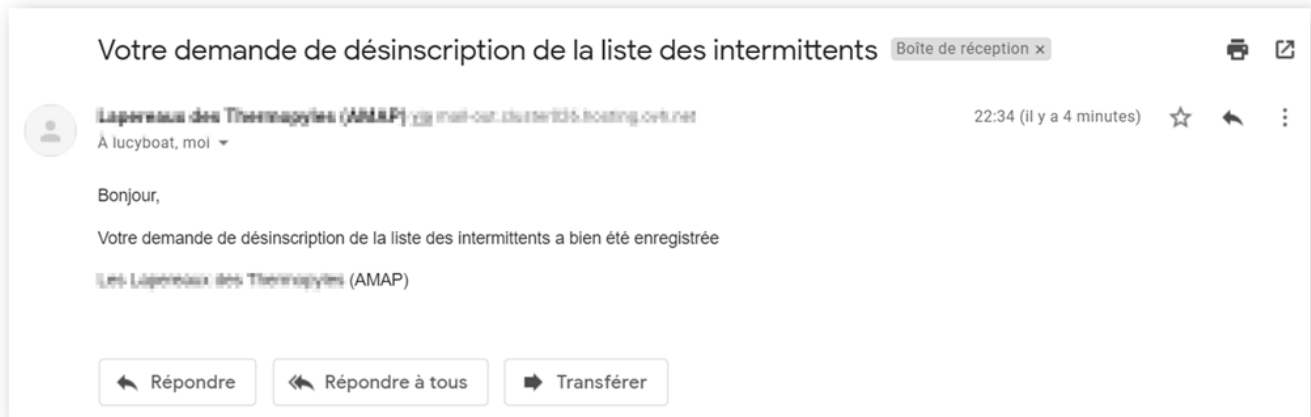 Votre demande de désinscription de la liste des intermittents Boîte de réception ×
(AMAP) 22:34 (il y a 4 minutes)
À lucyboat, moi
Bonjour,
Votre demande de désinscription de la liste des intermittents a bien été enregistrée
(AMAP)
Répondre Répondre à tous Transférer